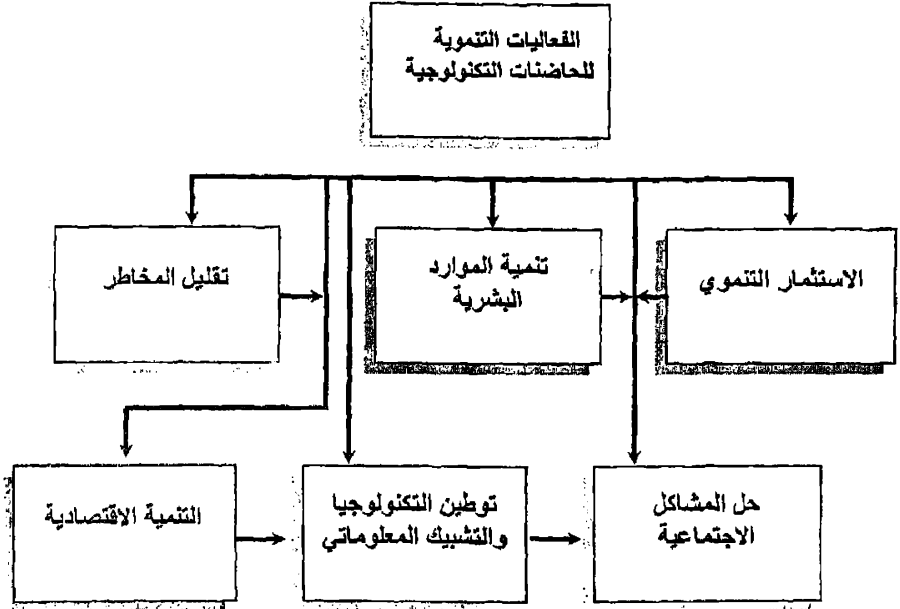 الفعاليات التنموية
للحاضنات التكنولوجية
الاستثمار التنموي
تنمية الموارد
البشرية
تقليل المخاطر
حل المشاكل
الاجتماعية
توطين التكنولوجيا
والتشبيك المعلوماتي
التنمية الاقتصادية